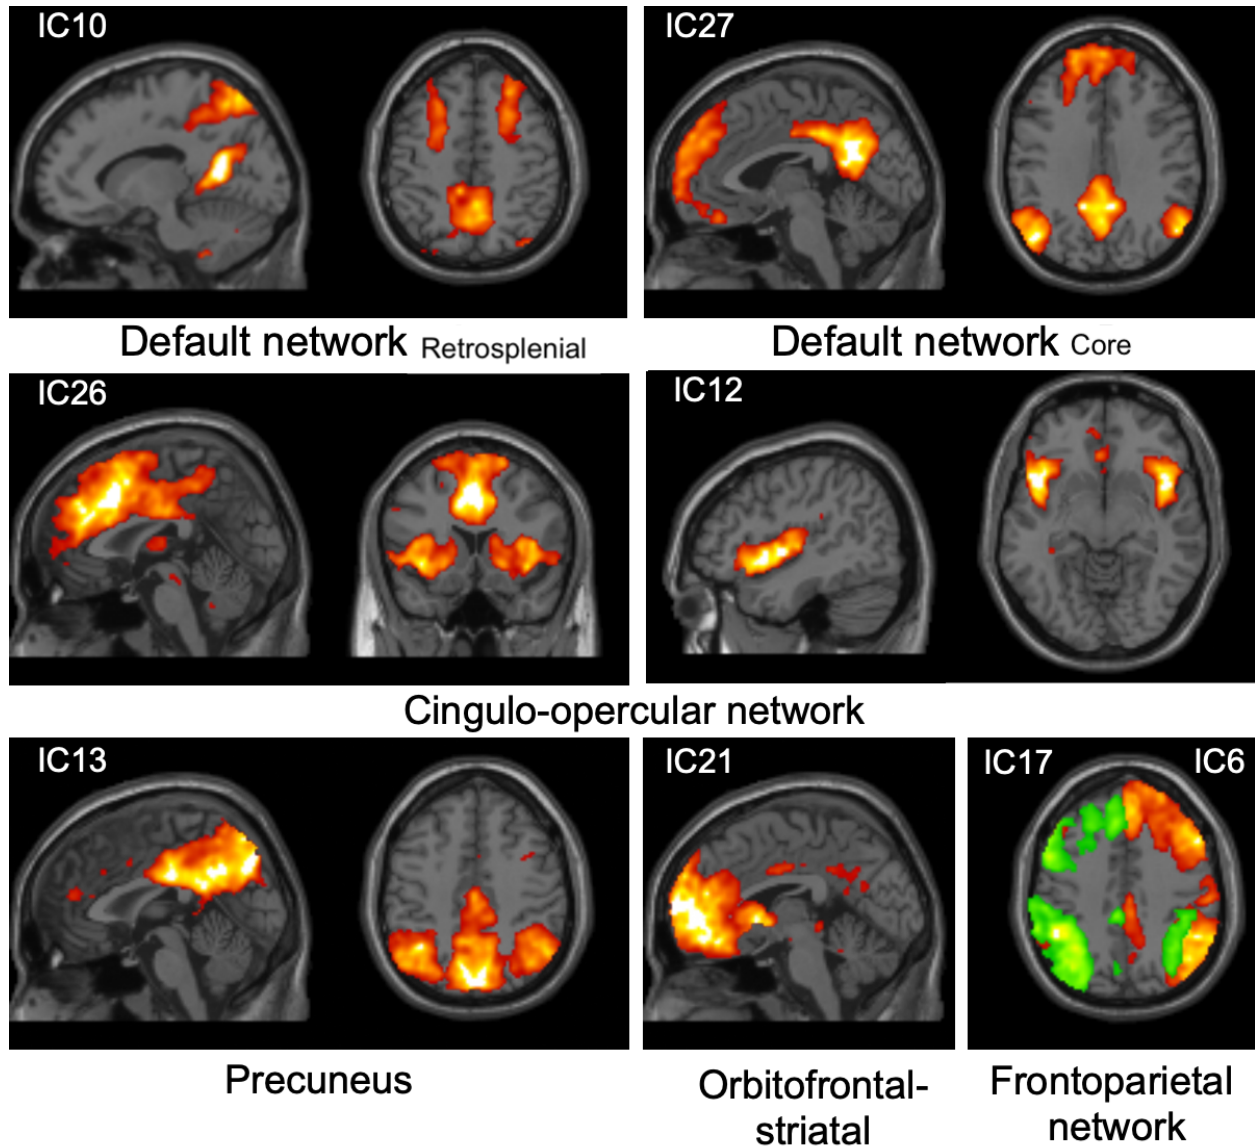 IC10 IC27
Default network Retrosplenial Default network Core
IC26 IC12
Cingulo-opercular network
IC13 IC21 IC17 IC6
Precuneus
Orbitofrontal-
striatal
Frontoparietal
network